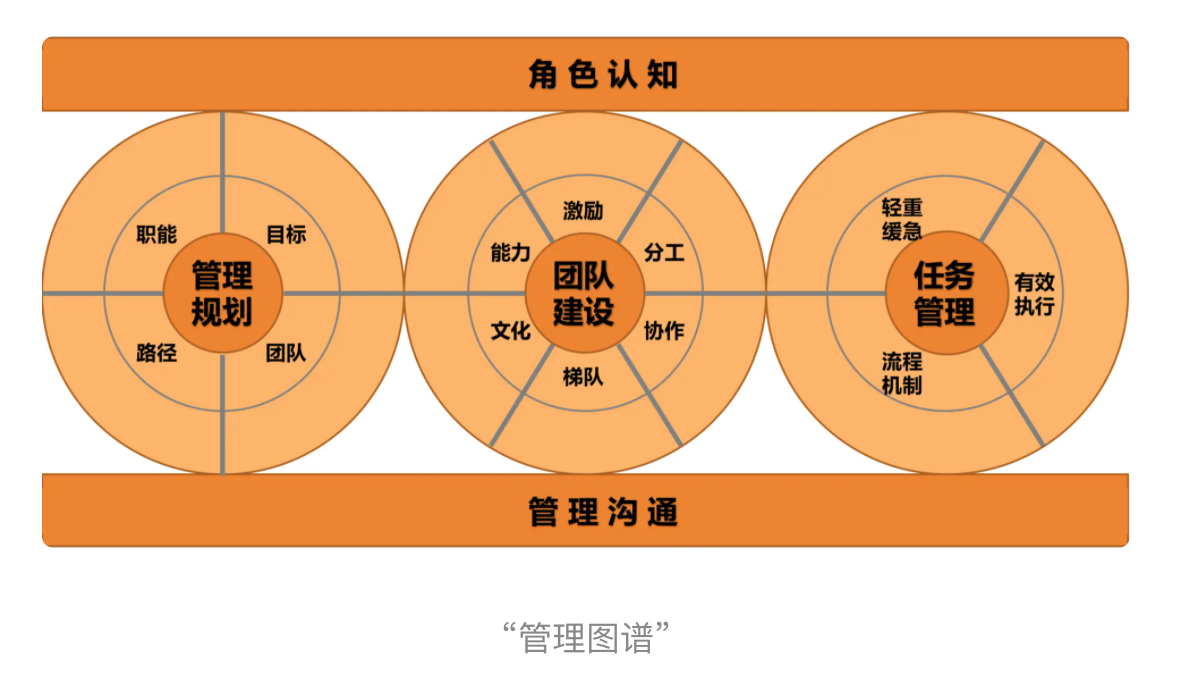 角色认知
职能
目标
管理
规划
路径
团队
激励
能力
分工
团队
建设
文化
协作
梯队
轻重
缓急
任务
管理
有效
执行
流程
机制
管理沟通
“管理图谱”